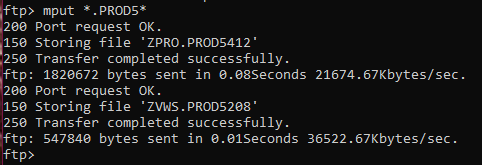 ftp> mput *.PROD5*
200 Port request OK.
150 Storing file 'ZPRO.PROD5412'
250 Transfer completed successfully.
ftp: 1820672 bytes sent in 0.08Seconds 21674.67Kbytes/sec.
200 Port request OK.
150 Storing file 'ZVWS.PROD5208'
250 Transfer completed successfully.
ftp: 547840 bytes sent in 0.01Seconds 36522.67Kbytes/sec.
ftp>